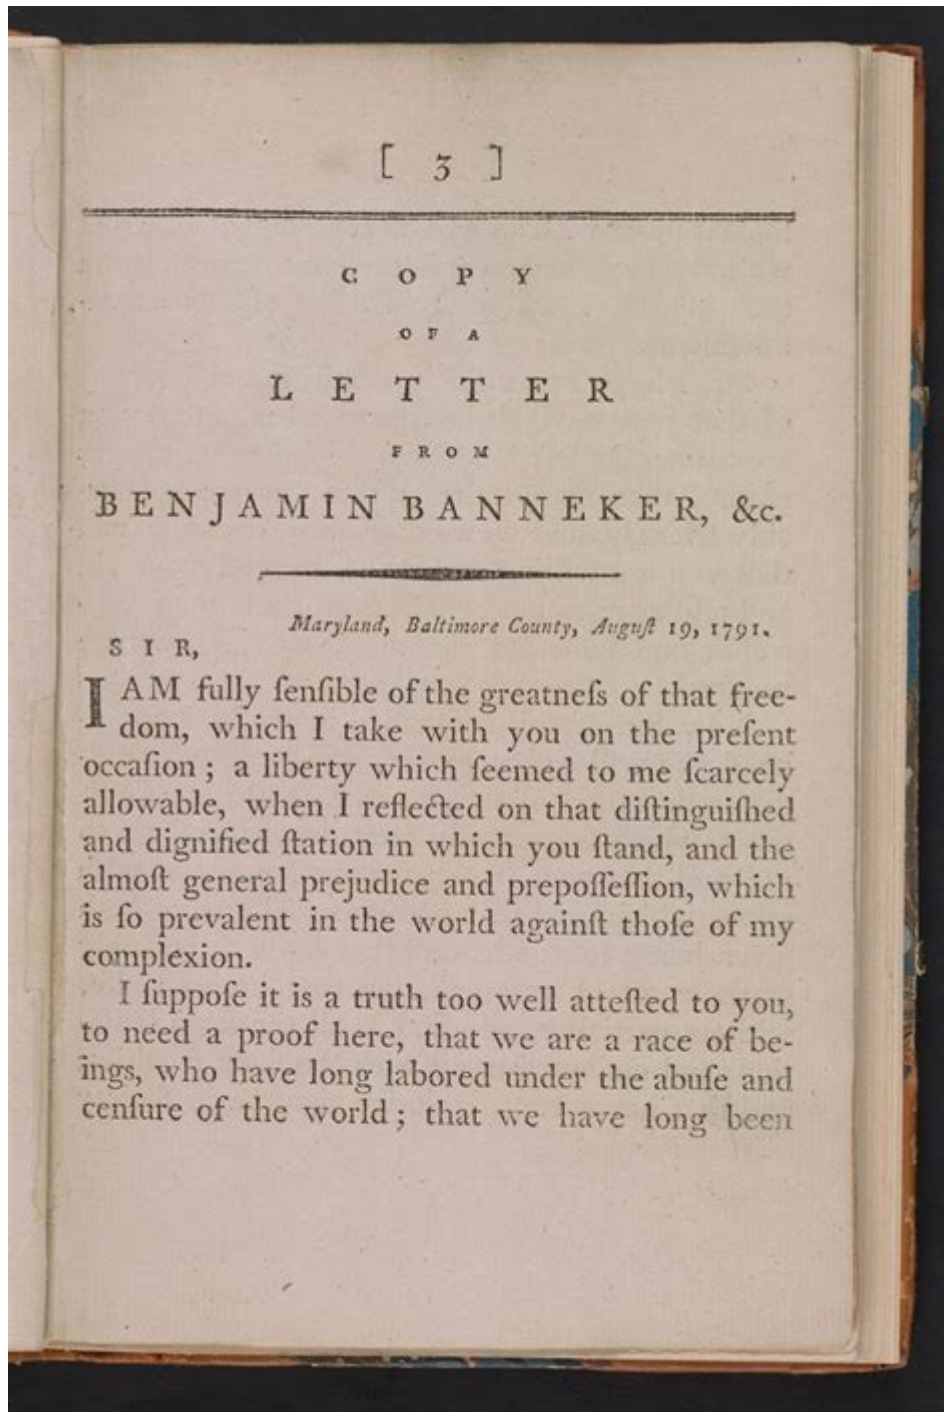 [ 3 ]
COPY
OF A
LETTER
FROM
BENJAMIN BANNEKER, &c.
Maryland, Baltimore County, Auguſt 19, 1791.
SIR,
I AM fully ſenſible of the greatneſs of that free-
dom, which I take with you on the preſent
occaſion; a liberty which ſeemed to me ſcarcely
allowable, when I reflected on that diſtinguiſhed
and dignified ſtation in which you ſtand, and the
almoſt general prejudice and prepoſſeſſion, which
is ſo prevalent in the world againſt thoſe of my
complexion.
I ſuppoſe it is a truth too well atteſted to you,
to need a proof here, that we are a race of be-
ings, who have long labored under the abuſe and
cenſure of the world; that we have long been